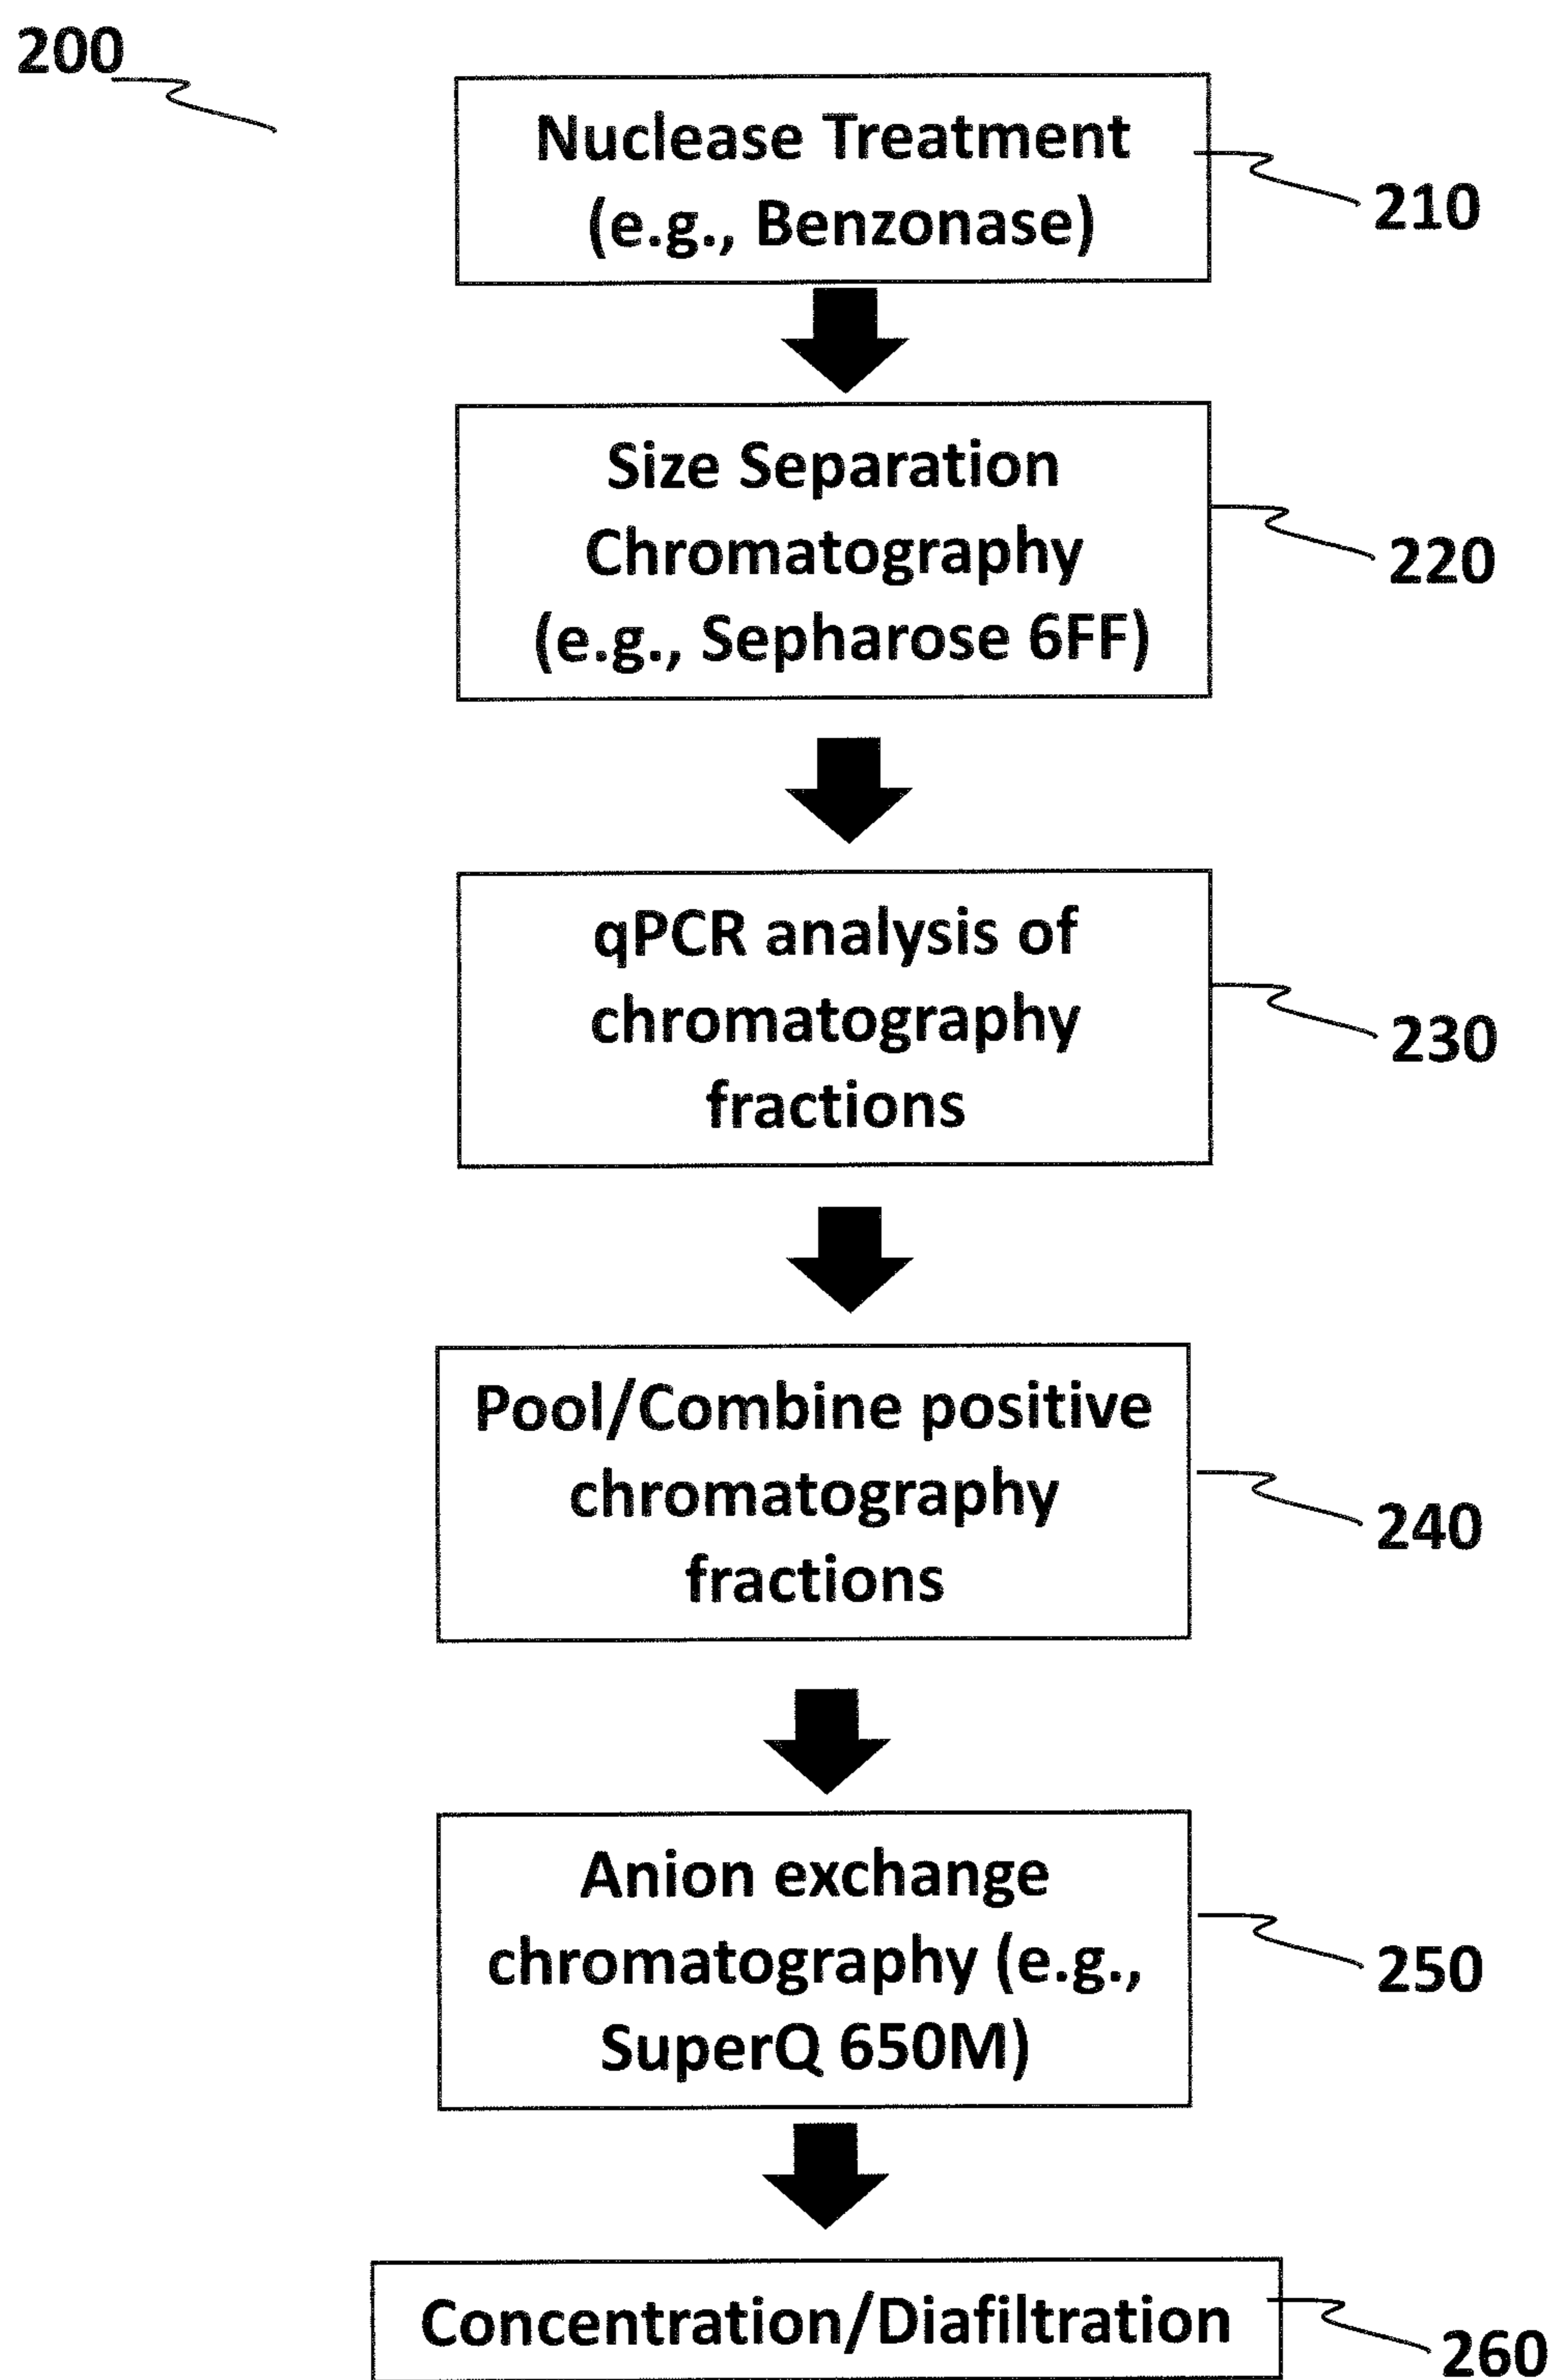 200
Nuclease Treatment
(e.g., Benzonase)
210
Size Separation
Chromatography
(e.g., Sepharose 6FF)
220
qPCR analysis of
chromatography
fractions
230
Pool/Combine positive
chromatography
fractions
240
Anion exchange
chromatography (e.g.,
SuperQ 650M)
250
Concentration/Diafiltration
260